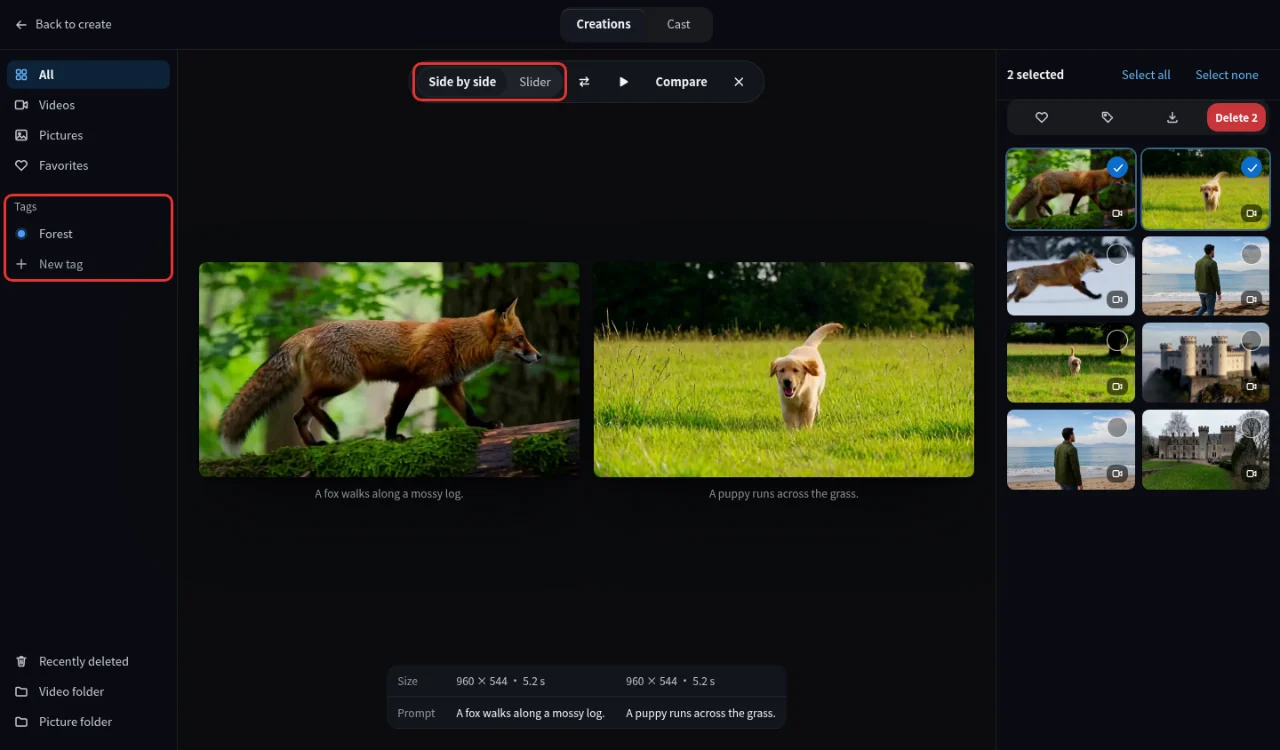 Back to create
Creations
Cast
All
Videos
Pictures
Favorites
Tags
Forest
New tag
Recently deleted
Video folder
Picture folder
Side by side
Slider
Compare
A fox walks along a mossy log.
A puppy runs across the grass.
Size 960 × 544 • 5.2 s 960 × 544 • 5.2 s
Prompt A fox walks along a mossy log. A puppy runs across the grass.
2 selected
Select all
Select none
Delete 2